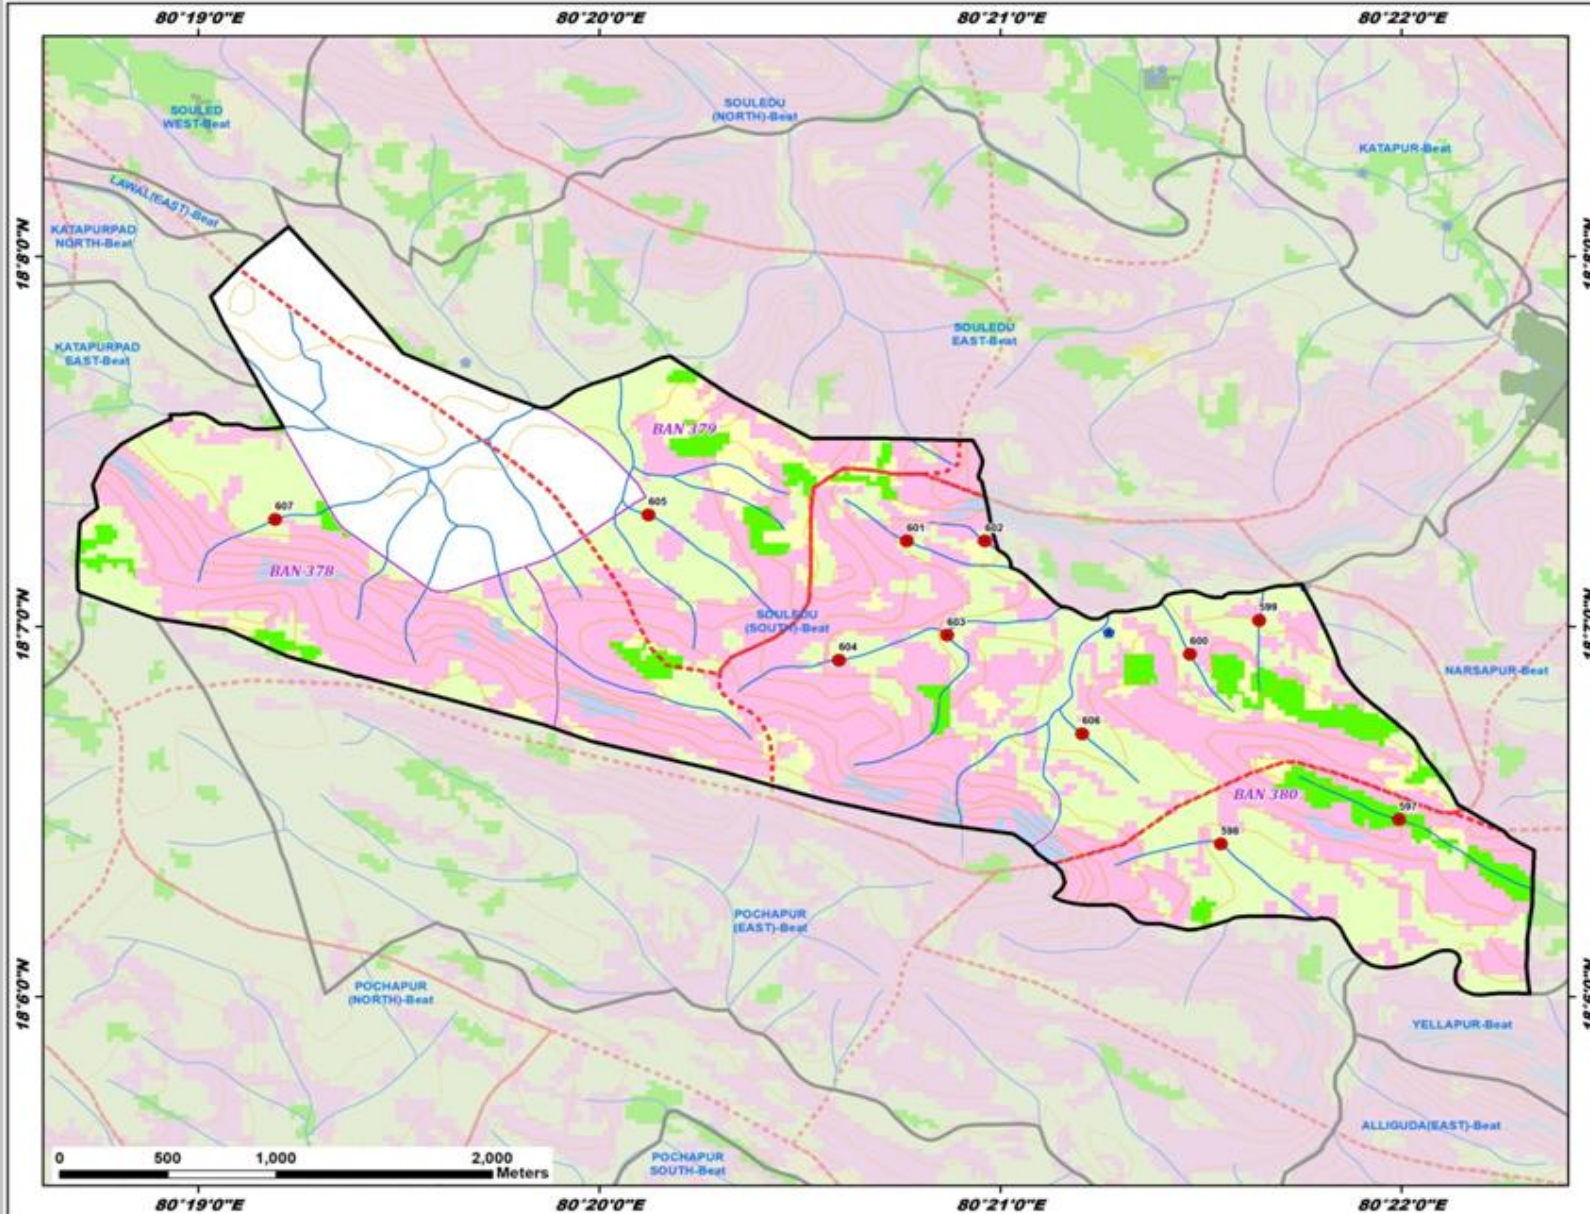 80°19'0"E
80°20'0"E
80°21'0"E
80°22'0"E
SOULED
WEST-Beat
SOULEDU
(NORTH)-Beat
KATAPUR-Beat
LAWAL(EAST)-Beat
KATAPURPAD
NORTH-Beat
18°8'0"N
18°8'0"N
KATAPURPAD
EAST-Beat
SOULEDU
EAST-Beat
BAN 379
607
605
601
602
BAN 378
18°7'0"N
18°7'0"N
SOULEDU
(SOUTH)-Beat
599
603
600
604
NARSAPUR-Beat
606
BAN 380
597
598
POCHAPUR
(EAST)-Beat
POCHAPUR
(NORTH)-Beat
18°6'0"N
18°6'0"N
YELLAPUR-Beat
ALLIGUDA(EAST)-Beat
POCHAPUR
SOUTH-Beat
0 500 1,000 2,000
Meters
80°19'0"E
80°20'0"E
80°21'0"E
80°22'0"E